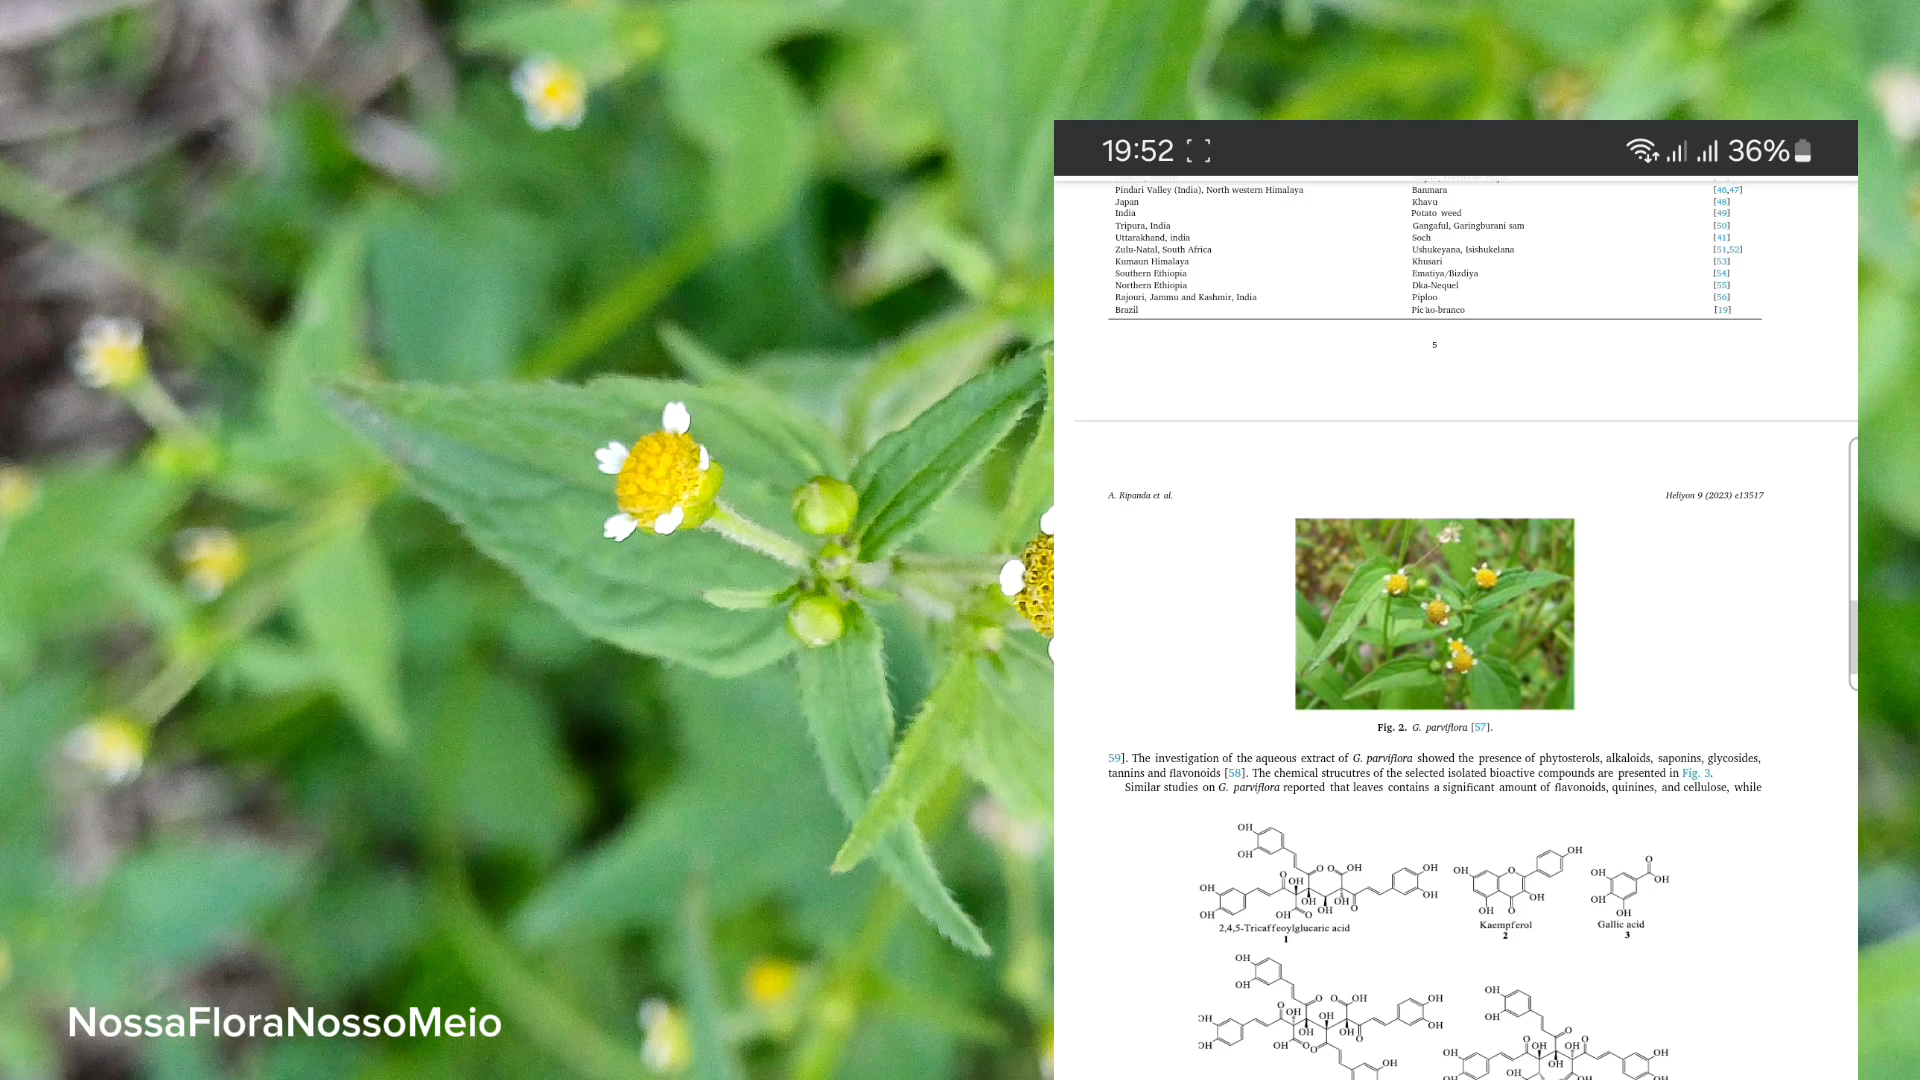 19:52
36%
Pindari Valley (India), North western Himalaya Banmara [46,47]
Japan Khavu [48]
India Potato weed [49]
Tripura, India Gangaful, Garingburani sam [50]
Uttarakhand, india Soch [41]
Zulu-Natal, South Africa Ushukeyana, Isishukelana [51,52]
Kumaun Himalaya Khusari [53]
Southern Ethiopia Ematiya/Bizdiya [54]
Northern Ethiopia Dka-Nequel [55]
Rajouri, Jammu and Kashmir, India Piploo [56]
Brazil Pic˜ao-branco [19]
5
A. Ripanda et al. Heliyon 9 (2023) e13517
Fig. 2. G. parviflora [57].
59]. The investigation of the aqueous extract of G. parviflora showed the presence of phytosterols, alkaloids, saponins, glycosides,
tannins and flavonoids [58]. The chemical strucutres of the selected isolated bioactive compounds are presented in Fig. 3.
Similar studies on G. parviflora reported that leaves contains a significant amount of flavonoids, quinines, and cellulose, while
2,4,5-Tricaffeoylglucaric acid
1
Kaempferol
2
Gallic acid
3
NossaFloraNossoMeio